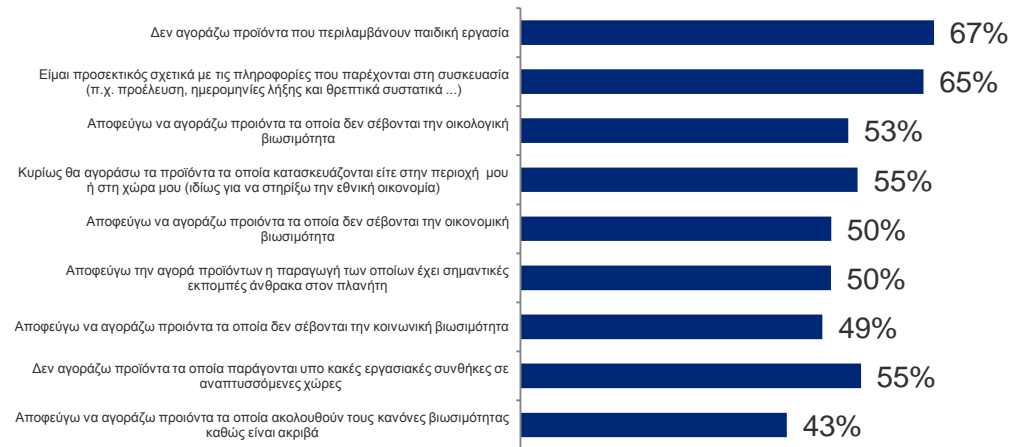 Δεν αγοράζω προϊόντα που περιλαμβάνουν παιδική εργασία
67%
Είμαι προσεκτικός σχετικά με τις πληροφορίες που παρέχονται στη συσκευασία
(π.χ. προέλευση, ημερομηνίες λήξης και θρεπτικά συστατικά ...)
65%
Αποφεύγω να αγοράζω προιόντα τα οποία δεν σέβονται την οικολογική
βιωσιμότητα
53%
Κυρίως θα αγοράσω τα προϊόντα τα οποία κατασκευάζονται είτε στην περιοχή μου
ή στη χώρα μου (ιδίως για να στηρίξω την εθνική οικονομία)
55%
Αποφεύγω να αγοράζω προιόντα τα οποία δεν σέβονται την οικονομική
βιωσιμότητα
50%
Αποφεύγω την αγορά προϊόντων η παραγωγή των οποίων έχει σημαντικές
εκπομπές άνθρακα στον πλανήτη
50%
Αποφεύγω να αγοράζω προιόντα τα οποία δεν σέβονται την κοινωνική βιωσιμότητα
49%
Δεν αγοράζω προϊόντα τα οποία παράγονται υπο κακές εργασιακές συνθήκες σε
αναπτυσσόμενες χώρες
55%
Αποφεύγω να αγοράζω προιόντα τα οποία ακολουθούν τους κανόνες βιωσιμότητας
καθώς είναι ακριβά
43%